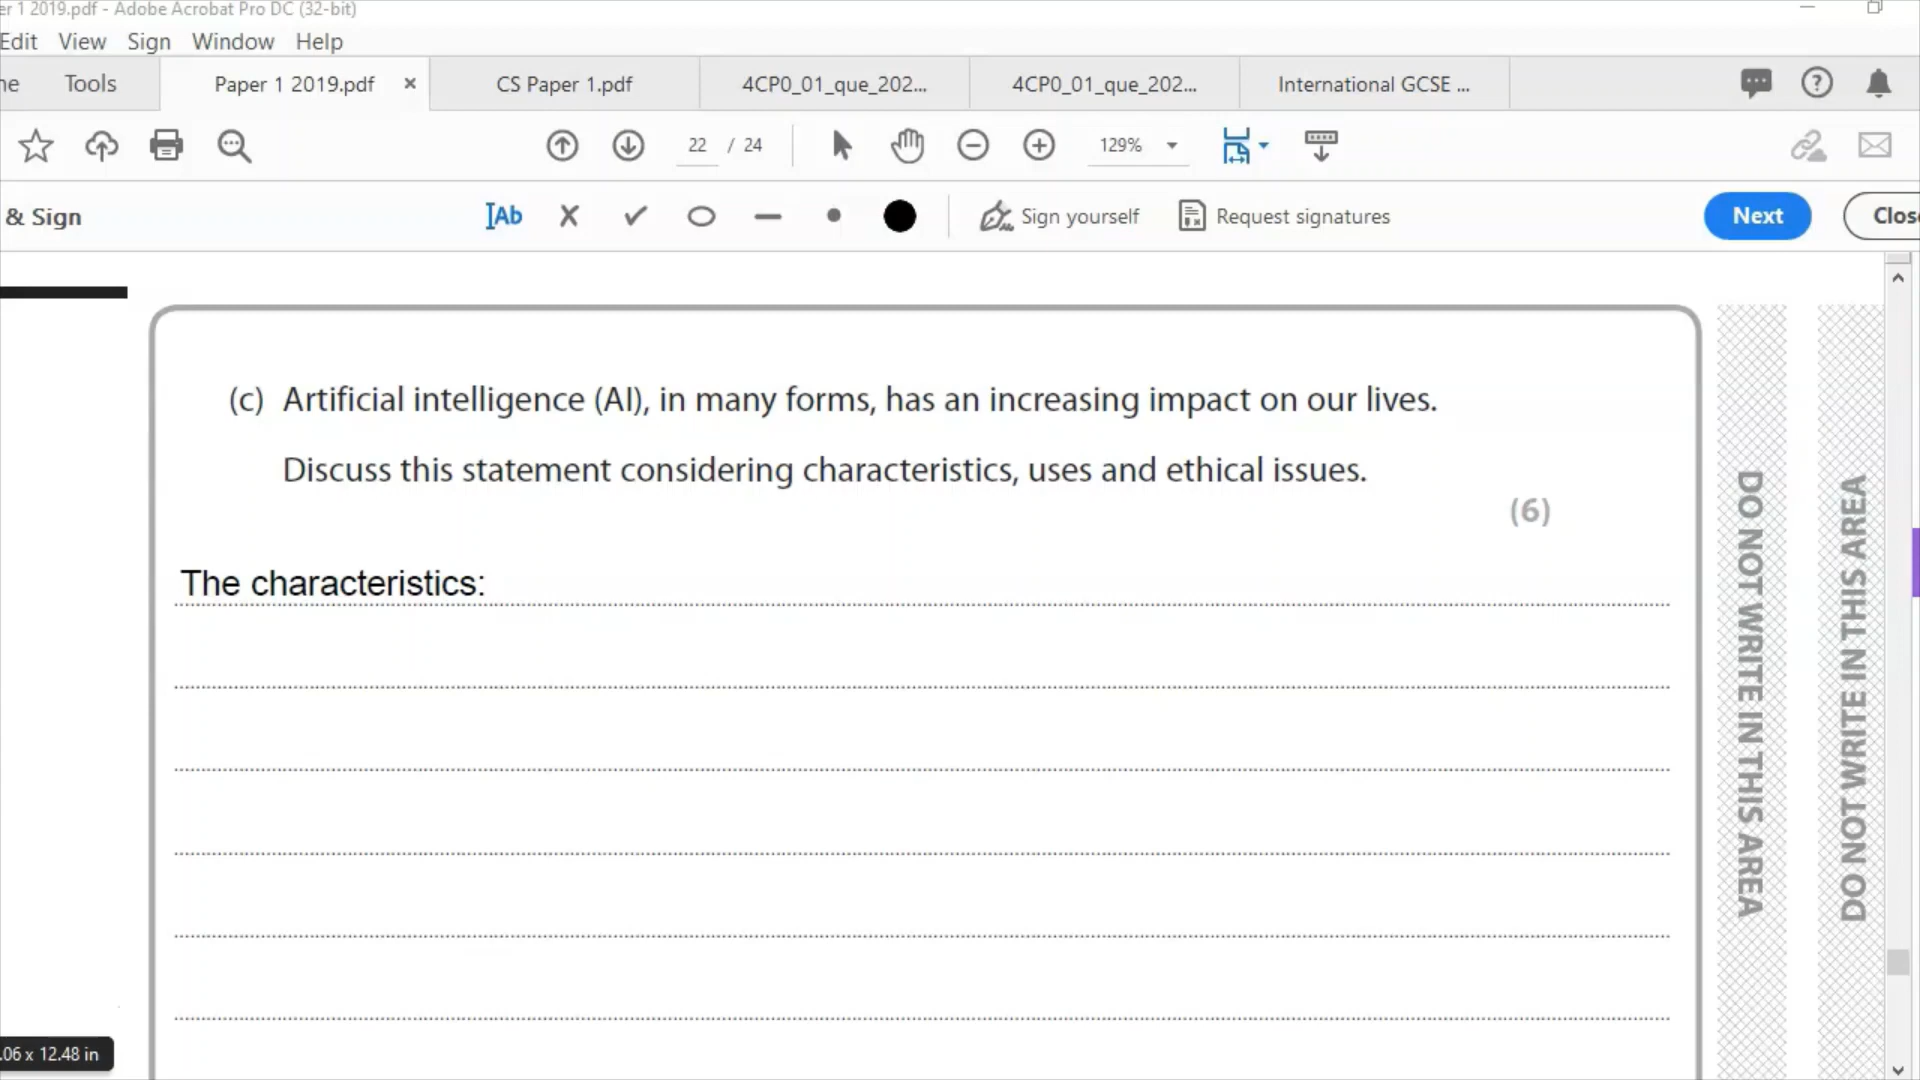 er 1 2019.pdf - Adobe Acrobat Pro DC (32-bit)
Edit View Sign Window Help
ne Tools Paper 1 2019.pdf × CS Paper 1.pdf 4CP0_01_que_202... 4CP0_01_que_202... International GCSE ...
22 / 24 129%
& Sign Ab Sign yourself Request signatures Next Clos
(c) Artificial intelligence (AI), in many forms, has an increasing impact on our lives.
Discuss this statement considering characteristics, uses and ethical issues.
(6)
The characteristics:
DO NOT WRITE IN THIS AREA
DO NOT WRITE IN THIS AREA
.06 x 12.48 in